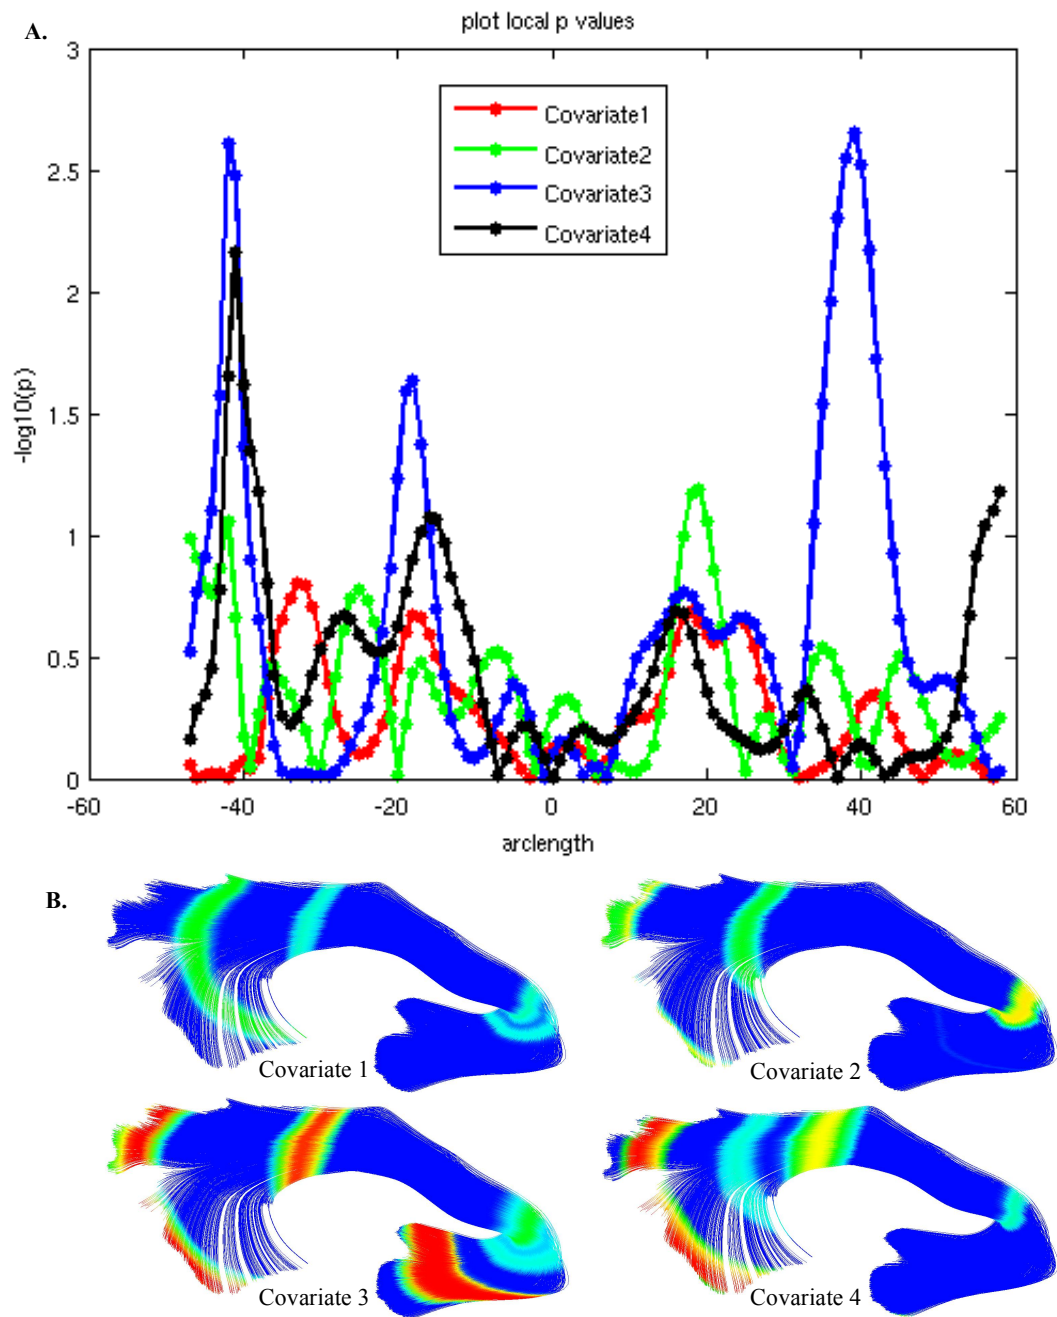 A.
plot local p values
3
2.5
2
1.5
1
0.5
0
-log10(p)
Covariate1
Covariate2
Covariate3
Covariate4
-60 -40 -20 0 20 40 60
arclength
B.
Covariate 1
Covariate 2
Covariate 3
Covariate 4